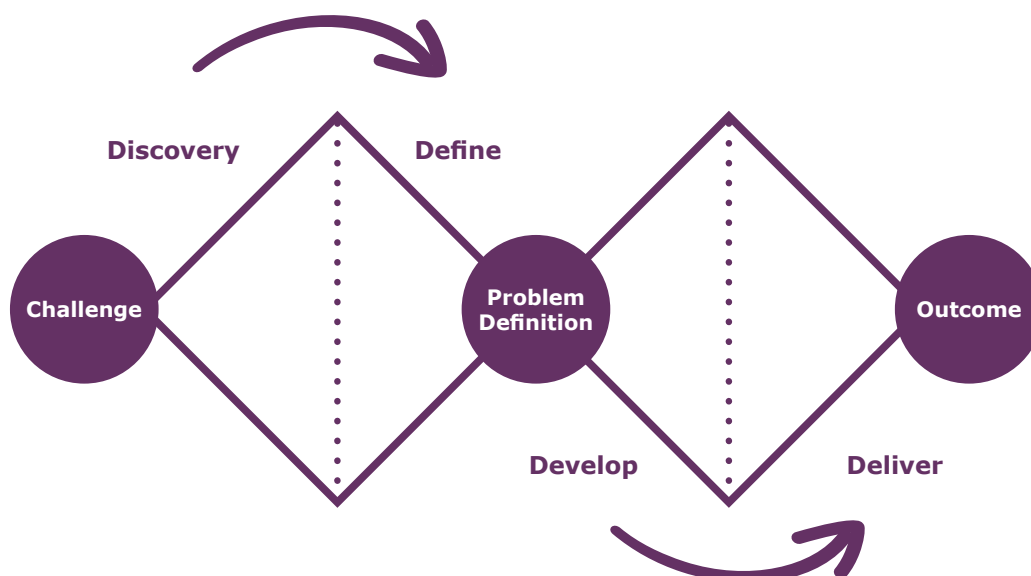 Discovery
Define
Challenge
Problem
Definition
Outcome
Develop
Deliver